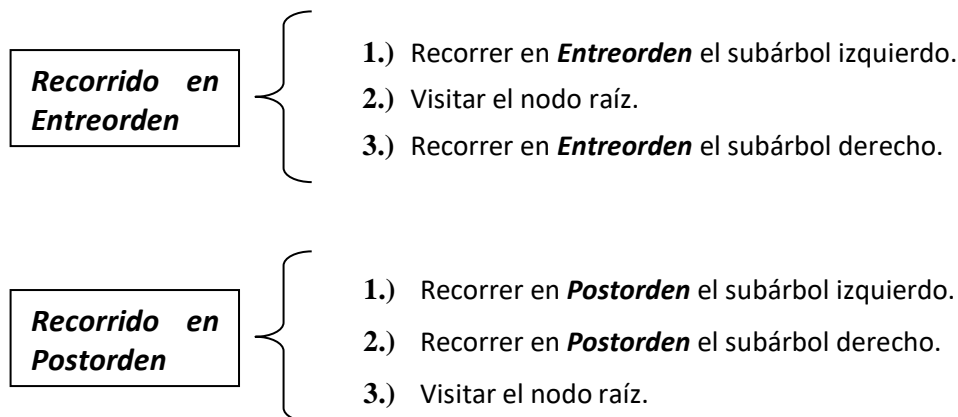 Recorrido en
Entreorden
1.) Recorrer en Entreorden el subárbol izquierdo.
2.) Visitar el nodo raíz.
3.) Recorrer en Entreorden el subárbol derecho.
Recorrido en
Postorden
1.) Recorrer en Postorden el subárbol izquierdo.
2.) Recorrer en Postorden el subárbol derecho.
3.) Visitar el nodo raíz.